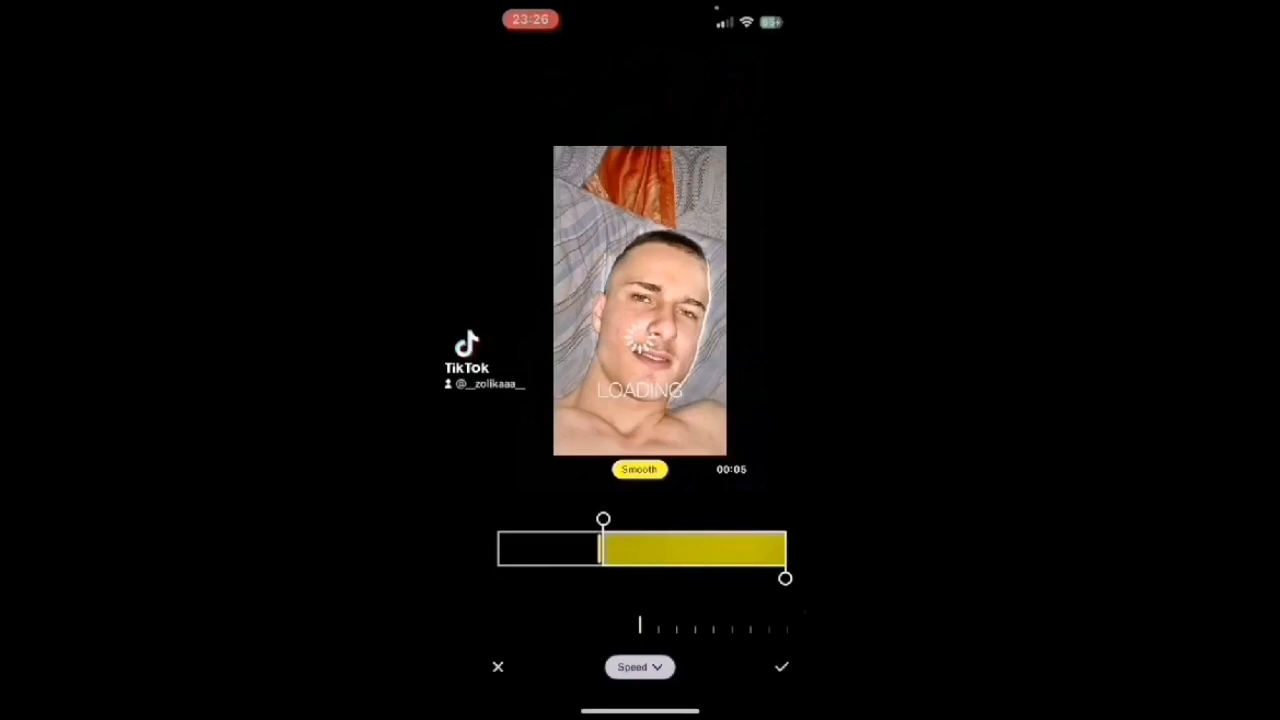 23:26
LOADING
TikTok
@__zolikaaa__
Smooth
00:05
Speed